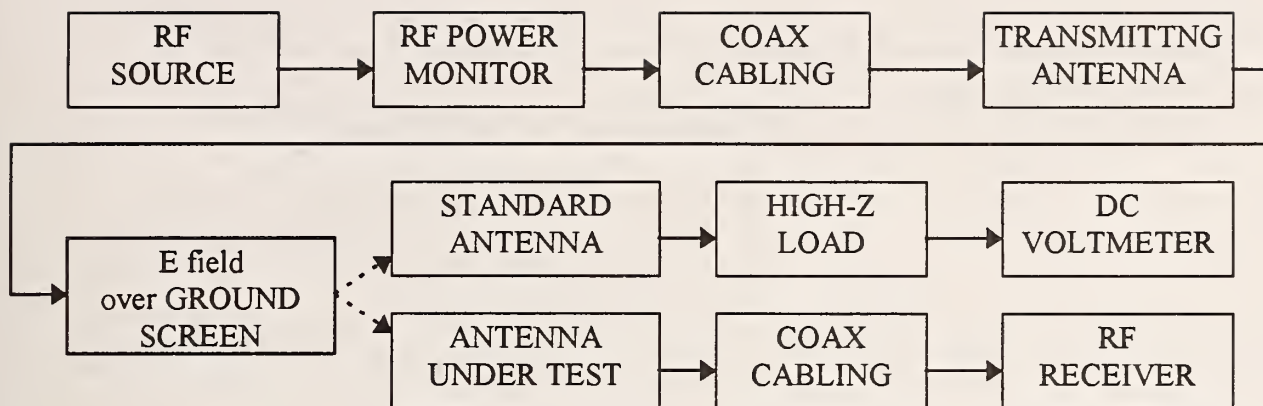 RF
SOURCE
RF POWER
MONITOR
COAX
CABLING
TRANSMITTNG
ANTENNA
E field
over GROUND
SCREEN
STANDARD
ANTENNA
HIGH-Z
LOAD
DC
VOLTMETER
ANTENNA
UNDER TEST
COAX
CABLING
RF
RECEIVER